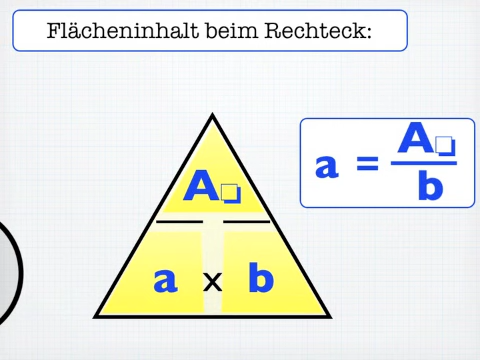 Flächeninhalt beim Rechteck:
A❏
a x b
a = A❏
b